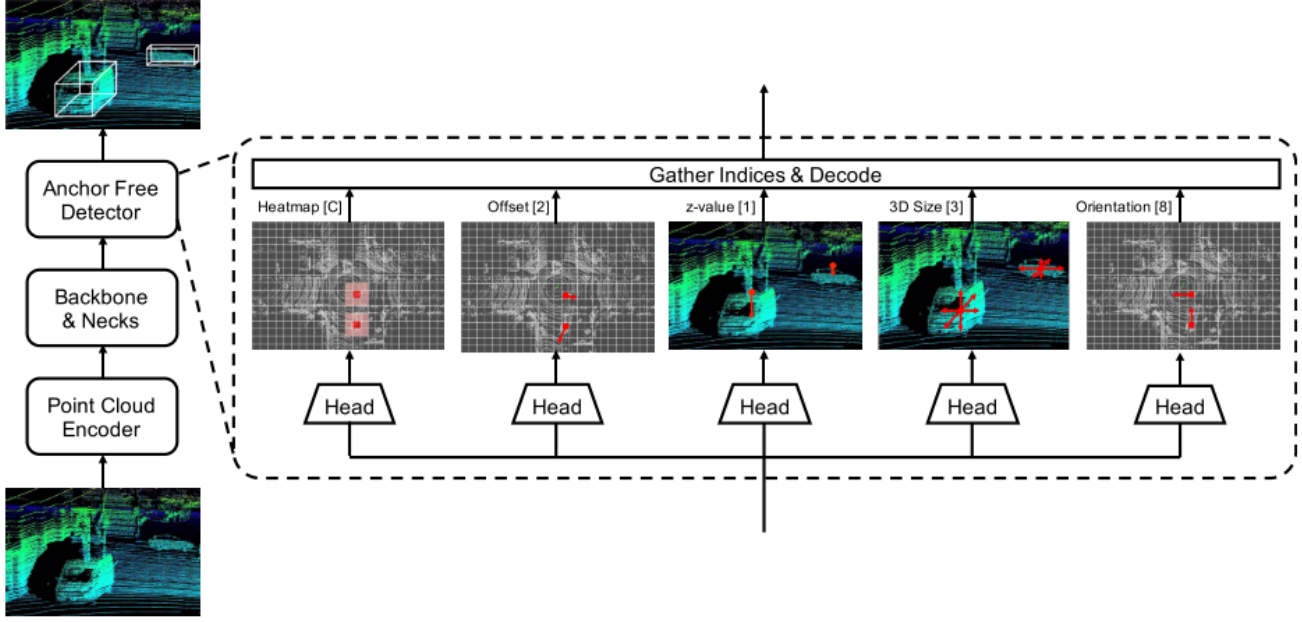 Anchor Free
Detector
Backbone
& Necks
Point Cloud
Encoder
Gather Indices & Decode
Heatmap [C]
Offset [2]
z-value [1]
3D Size [3]
Orientation [8]
Head
Head
Head
Head
Head